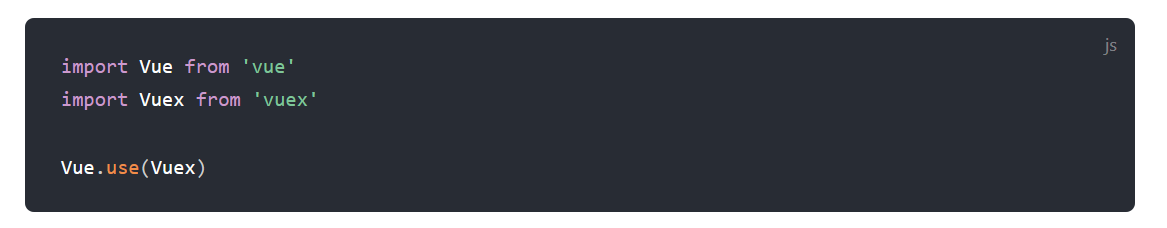 js
import Vue from 'vue'
import Vuex from 'vuex'
Vue.use(Vuex)